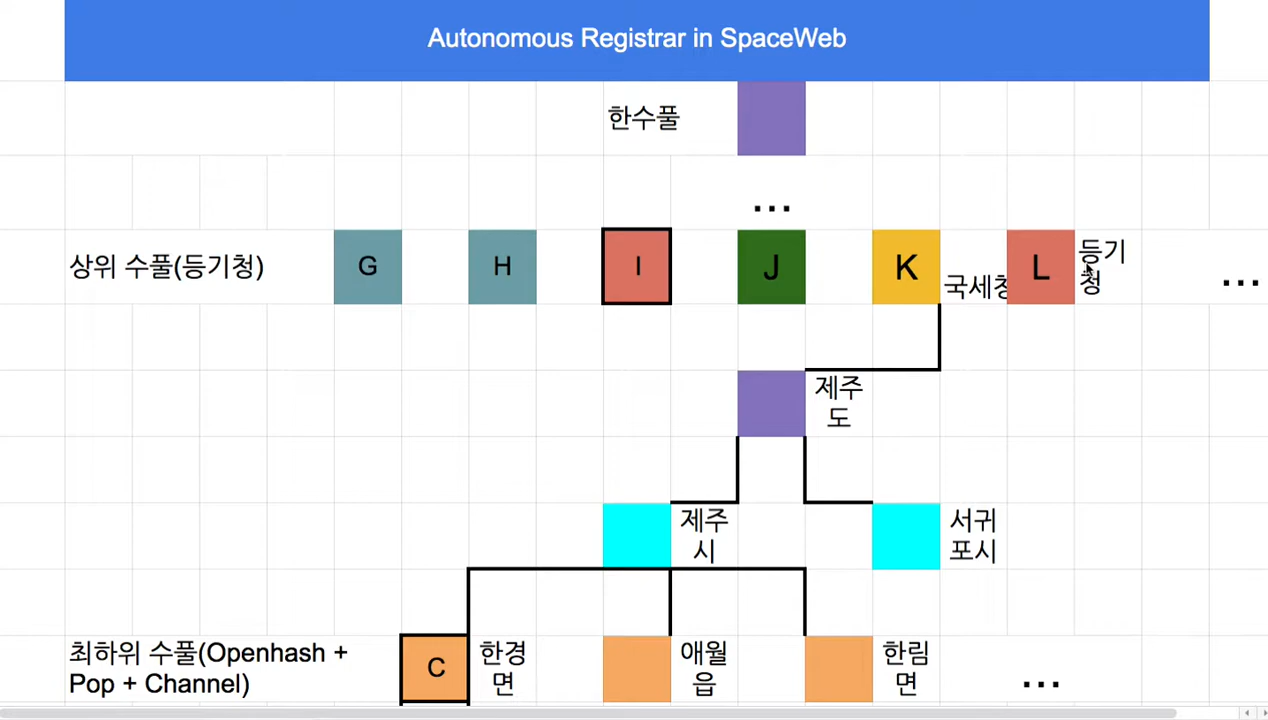 Autonomous Registrar in SpaceWeb
한수풀
...
상위 수풀(등기청)
G
H
I
J
K
국세청
L
등기
청
...
제주
도
제주
시
서귀
포시
최하위 수풀(Openhash +
Pop + Channel)
C
한경
면
애월
읍
한림
면
...